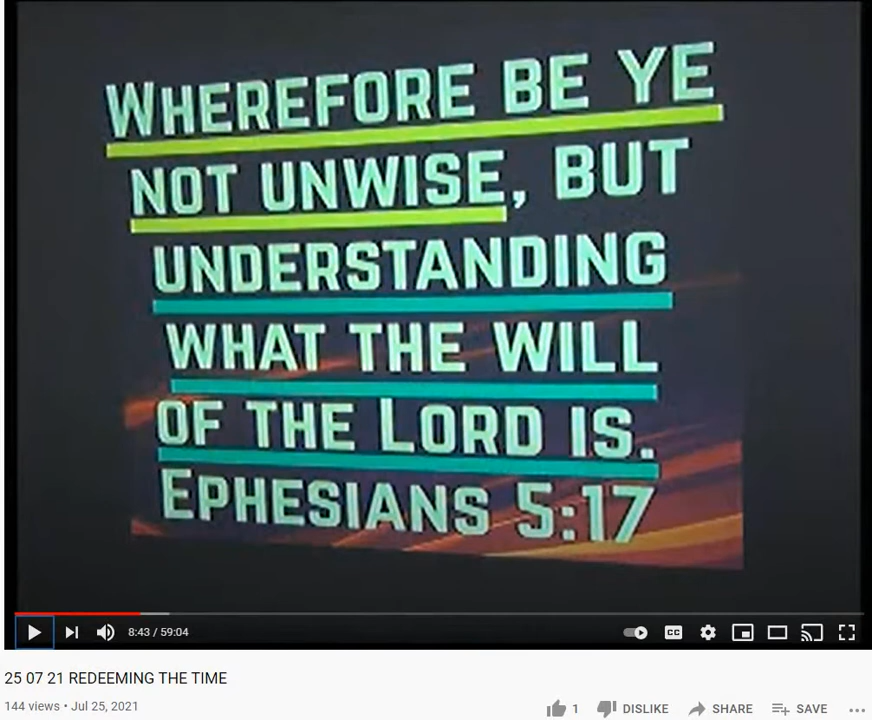 WHEREFORE BE YE
NOT UNWISE, BUT
UNDERSTANDING
WHAT THE WILL
OF THE LORD IS.
EPHESIANS 5:17
8:43 / 59:04
CC
25 07 21 REDEEMING THE TIME
144 views • Jul 25, 2021
1 DISLIKE SHARE SAVE